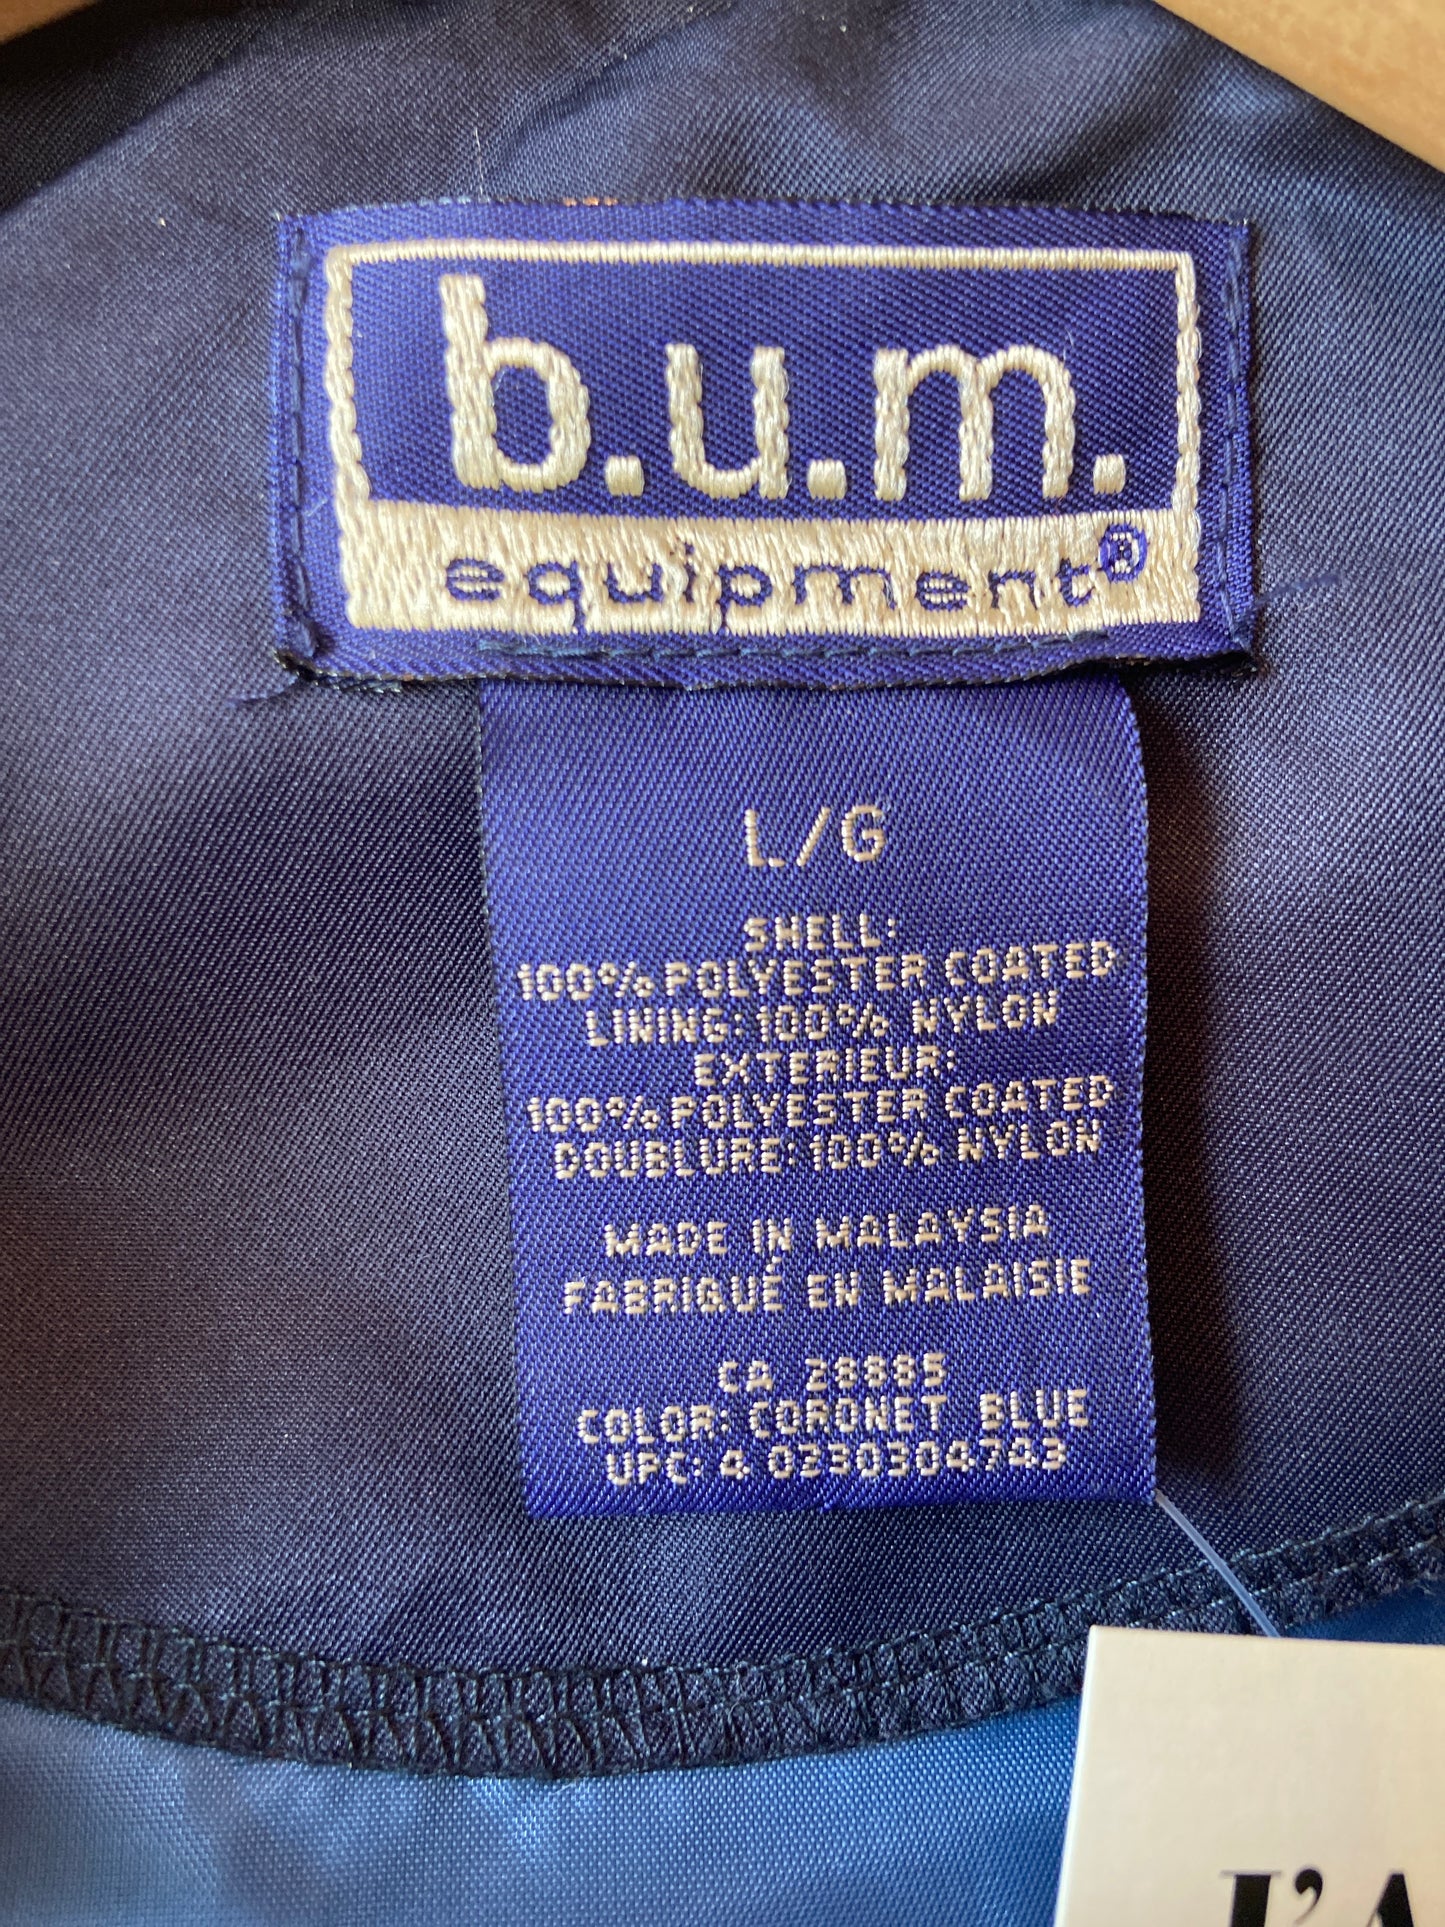 b.u.m.
equipment®
L/G
SHELL:
100% POLYESTER COATED
LINING: 100% NYLON
EXTERIEUR:
100% POLYESTER COATED
DOUBLURE: 100% NYLON
MADE IN MALAYSIA
FABRIQUÉ EN MALAISIE
CA 28885
COLOR: CORONET BLUE
UPC: 4 0230304743
L'A